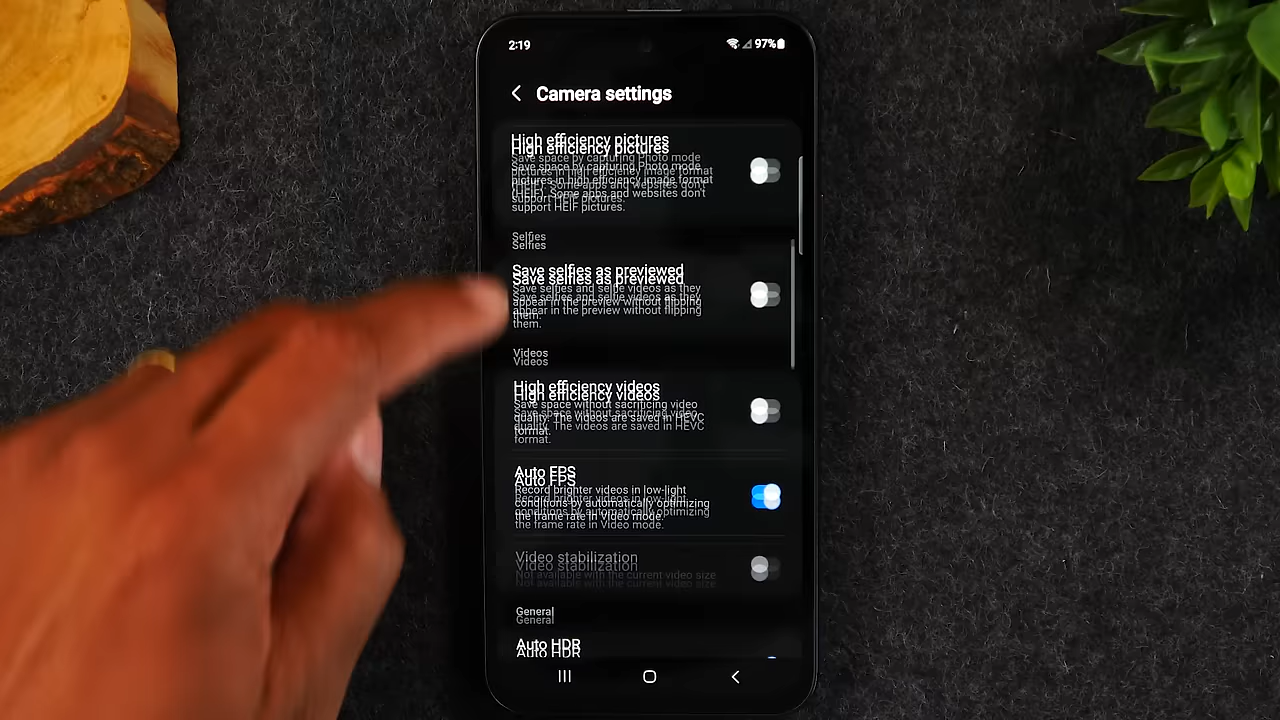 2:19
97%
Camera settings
High efficiency pictures
Save space by capturing Photo mode
pictures in high efficiency image format
(HEIF). Some apps and websites don't
support HEIF pictures.
Selfies
Save selfies as previewed
Save selfies and selfie videos as they
appear in the preview without flipping
them.
Videos
High efficiency videos
Save space without sacrificing video
quality. The videos are saved in HEVC
format.
Auto FPS
Record brighter videos in low-light
conditions by automatically optimizing
the frame rate in Video mode.
Video stabilization
Not available with the current video size
General
Auto HDR